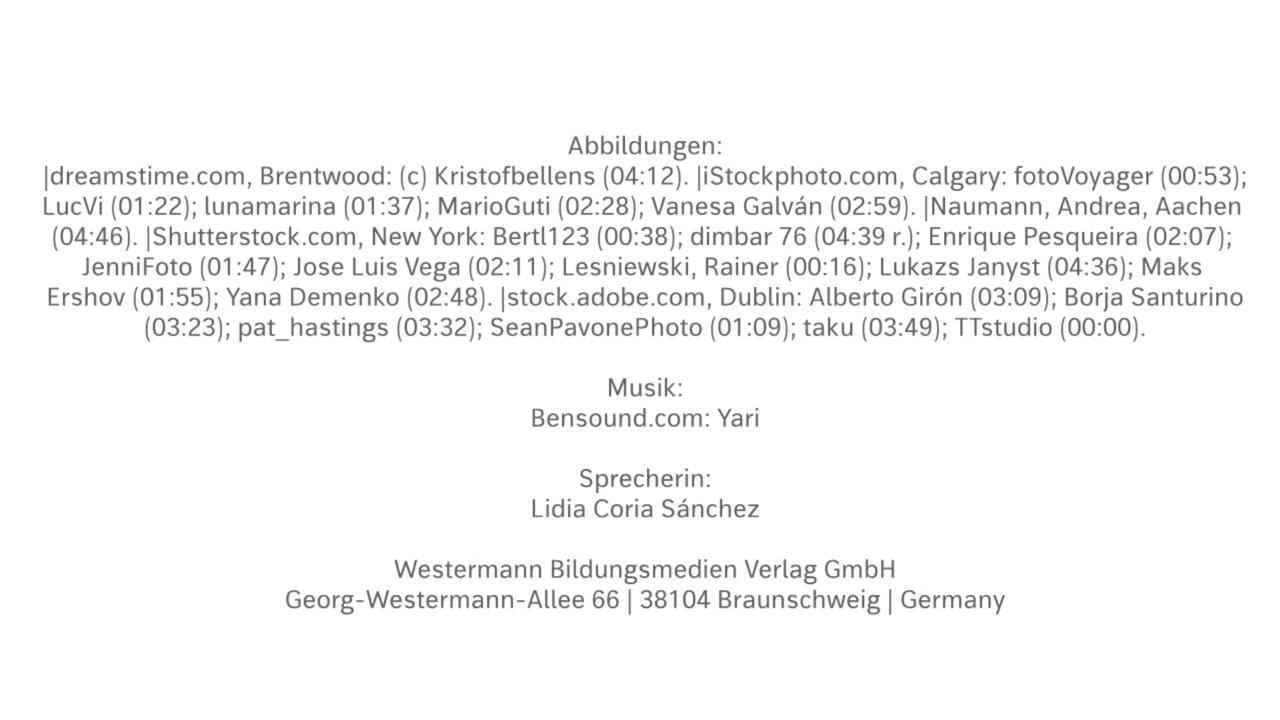 Abbildungen:
|dreamstime.com, Brentwood: (c) Kristofbellens (04:12). |iStockphoto.com, Calgary: fotoVoyager (00:53);
LucVi (01:22); lunamarina (01:37); MarioGuti (02:28); Vanesa Galván (02:59). |Naumann, Andrea, Aachen
(04:46). |Shutterstock.com, New York: Bertl123 (00:38); dimbar 76 (04:39 r.); Enrique Pesqueira (02:07);
JenniFoto (01:47); Jose Luis Vega (02:11); Lesniewski, Rainer (00:16); Lukazs Janyst (04:36); Maks
Ershov (01:55); Yana Demenko (02:48). |stock.adobe.com, Dublin: Alberto Girón (03:09); Borja Santurino
(03:23); pat_hastings (03:32); SeanPavonePhoto (01:09); taku (03:49); TTstudio (00:00).
Musik:
Bensound.com: Yari
Sprecherin:
Lidia Coria Sánchez
Westermann Bildungsmedien Verlag GmbH
Georg-Westermann-Allee 66 | 38104 Braunschweig | Germany